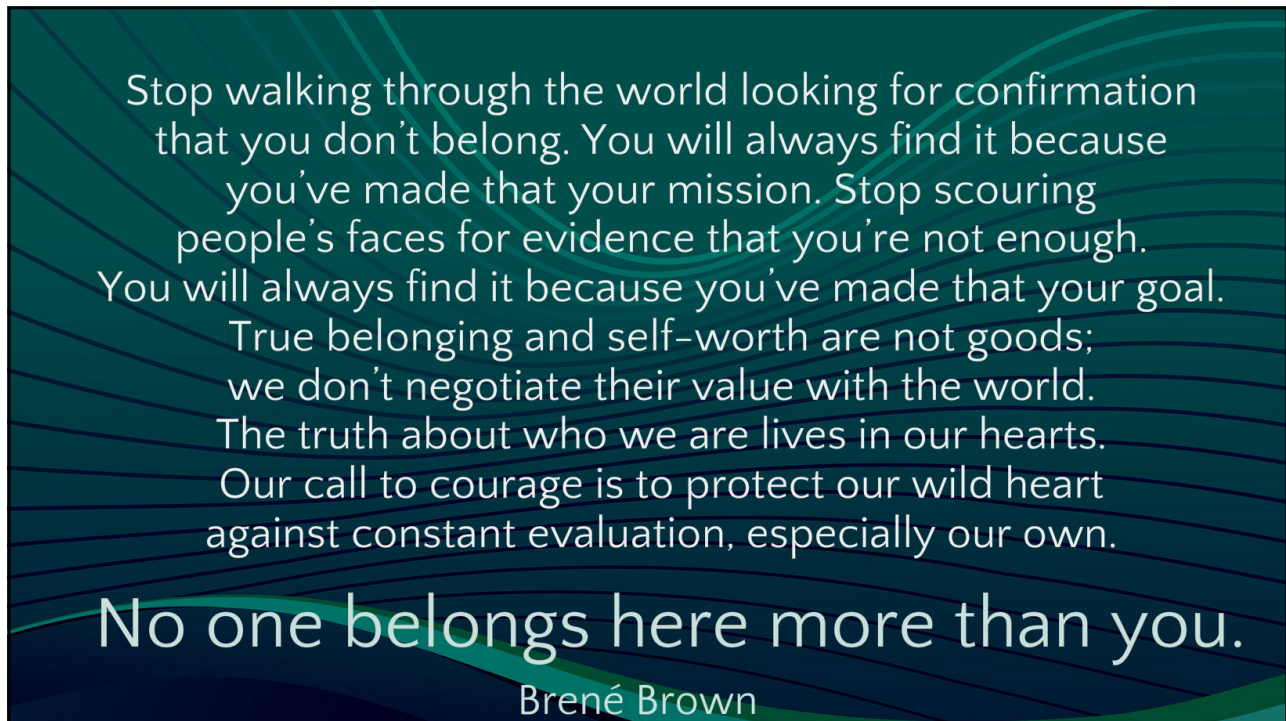 Stop walking through the world looking for confirmation
that you don’t belong. You will always find it because
you’ve made that your mission. Stop scouring
people’s faces for evidence that you’re not enough.
You will always find it because you’ve made that your goal.
True belonging and self-worth are not goods;
we don’t negotiate their value with the world.
The truth about who we are lives in our hearts.
Our call to courage is to protect our wild heart
against constant evaluation, especially our own.
No one belongs here more than you.
Brené Brown